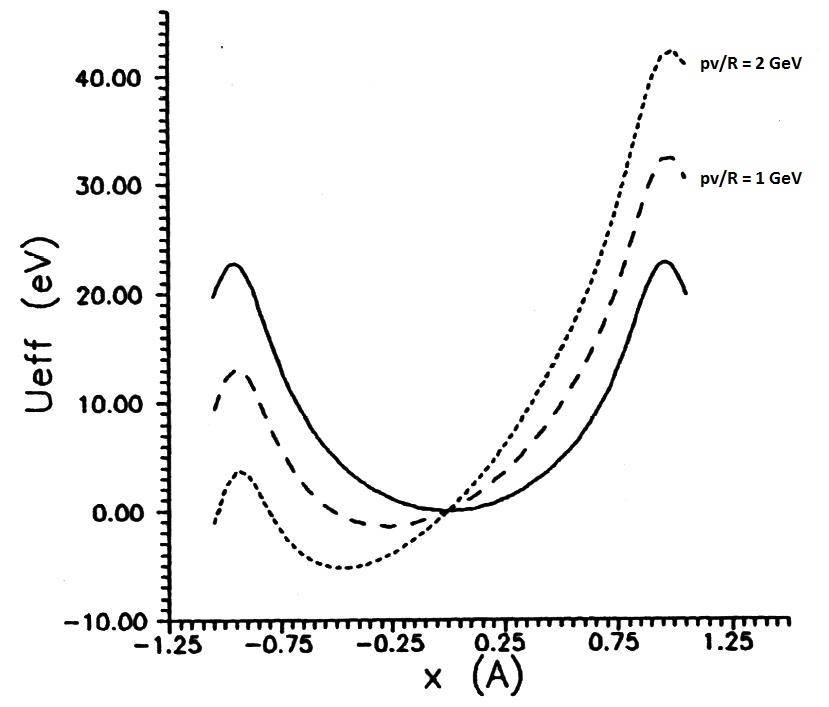 pv/R = 2 GeV
40.00
pv/R = 1 GeV
30.00
20.00
10.00
0.00
-10.00
Ueff (eV)
-1.25 -0.75 -0.25 0.25 0.75 1.25
x (A)